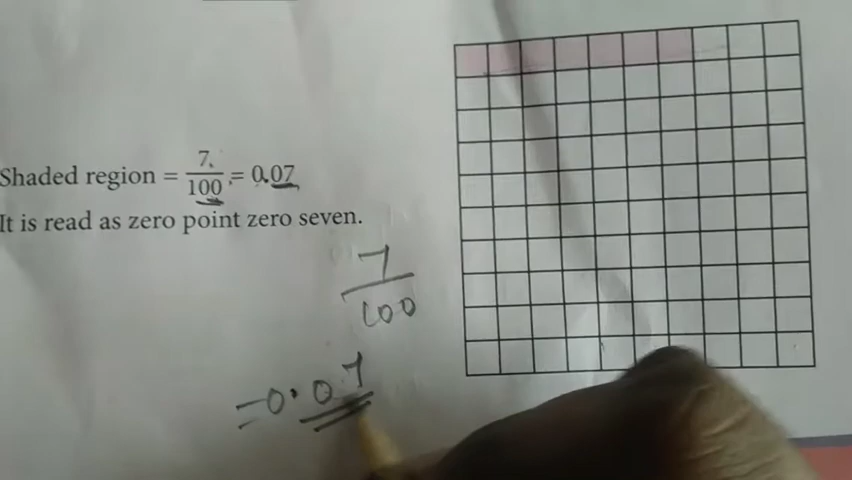 Shaded region = 7/100 = 0.07
It is read as zero point zero seven.
7/100
=0.07